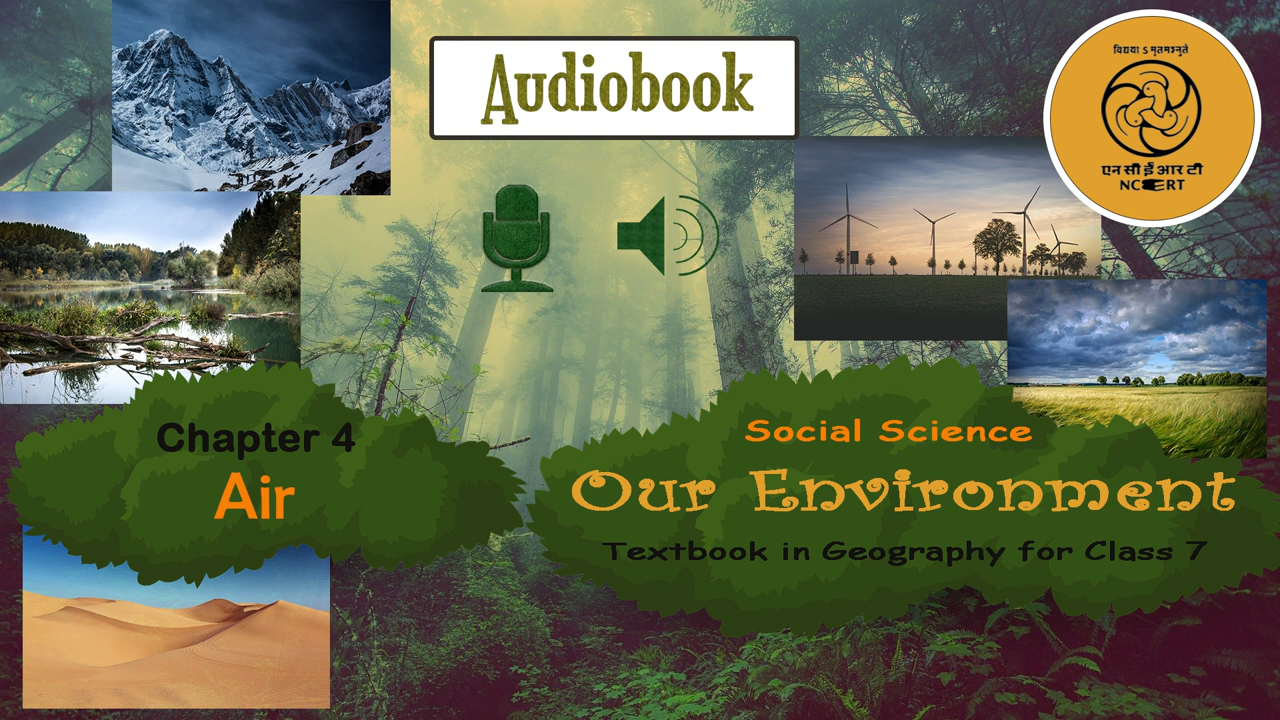 Audiobook
विद्यया ऽ मृतमश्नुते
एन सी ई आर टी
NCERT
Chapter 4
Air
Social Science
Our Environment
Textbook in Geography for Class 7